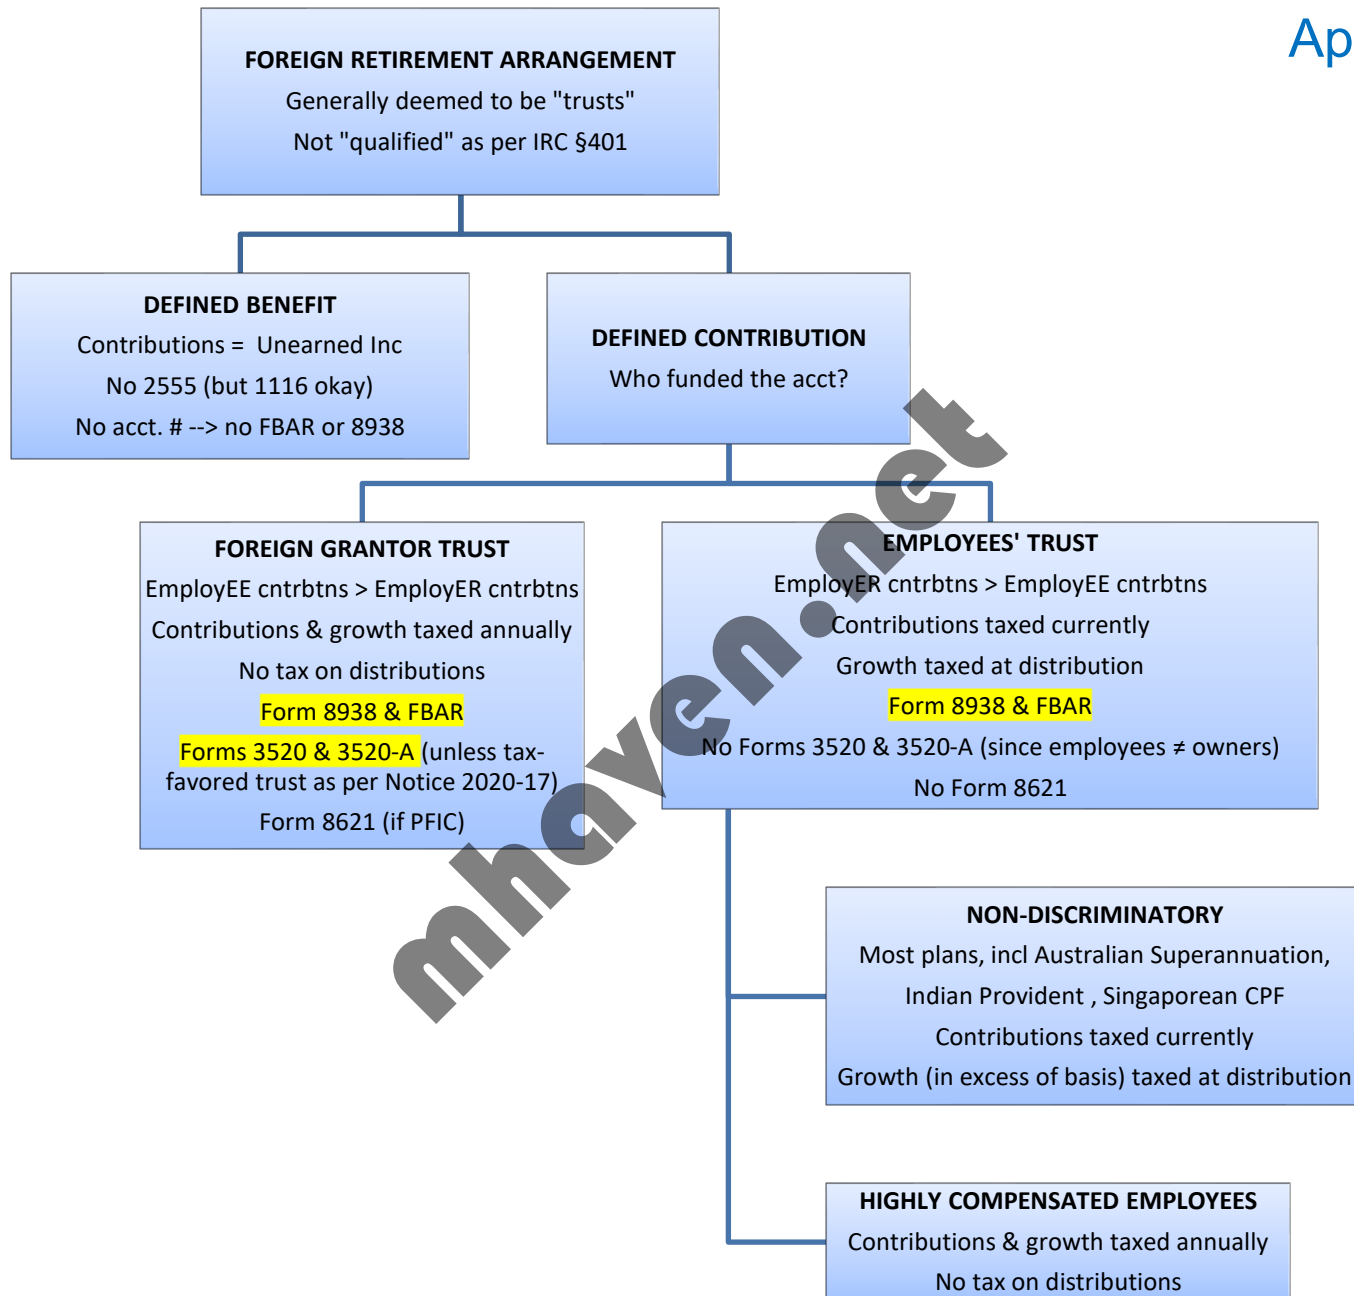 Ap
FOREIGN RETIREMENT ARRANGEMENT
Generally deemed to be "trusts"
Not "qualified" as per IRC §401
DEFINED BENEFIT
Contributions = Unearned Inc
No 2555 (but 1116 okay)
No acct. # --> no FBAR or 8938
DEFINED CONTRIBUTION
Who funded the acct?
FOREIGN GRANTOR TRUST
EmployEE cntrbtns > EmployER cntrbtns
Contributions & growth taxed annually
No tax on distributions
Form 8938 & FBAR
Forms 3520 & 3520-A (unless tax-
favored trust as per Notice 2020-17)
Form 8621 (if PFIC)
EMPLOYEES' TRUST
EmployER cntrbtns > EmployEE cntrbtns
Contributions taxed currently
Growth taxed at distribution
Form 8938 & FBAR
No Forms 3520 & 3520-A (since employees ≠ owners)
No Form 8621
NON-DISCRIMINATORY
Most plans, incl Australian Superannuation,
Indian Provident , Singaporean CPF
Contributions taxed currently
Growth (in excess of basis) taxed at distribution
HIGHLY COMPENSATED EMPLOYEES
Contributions & growth taxed annually
No tax on distributions
mhaven.net